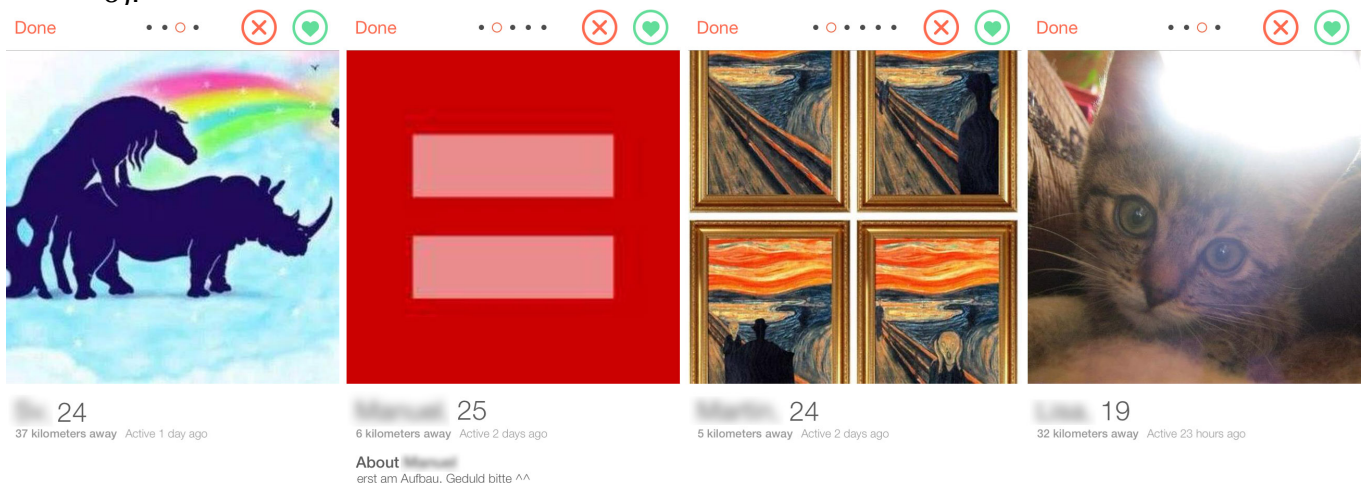 Done
24
37 kilometers away Active 1 day ago
Done
25
6 kilometers away Active 2 days ago
About
erst am Aufbau. Geduld bitte ^^
Done
24
5 kilometers away Active 2 days ago
Done
19
32 kilometers away Active 23 hours ago